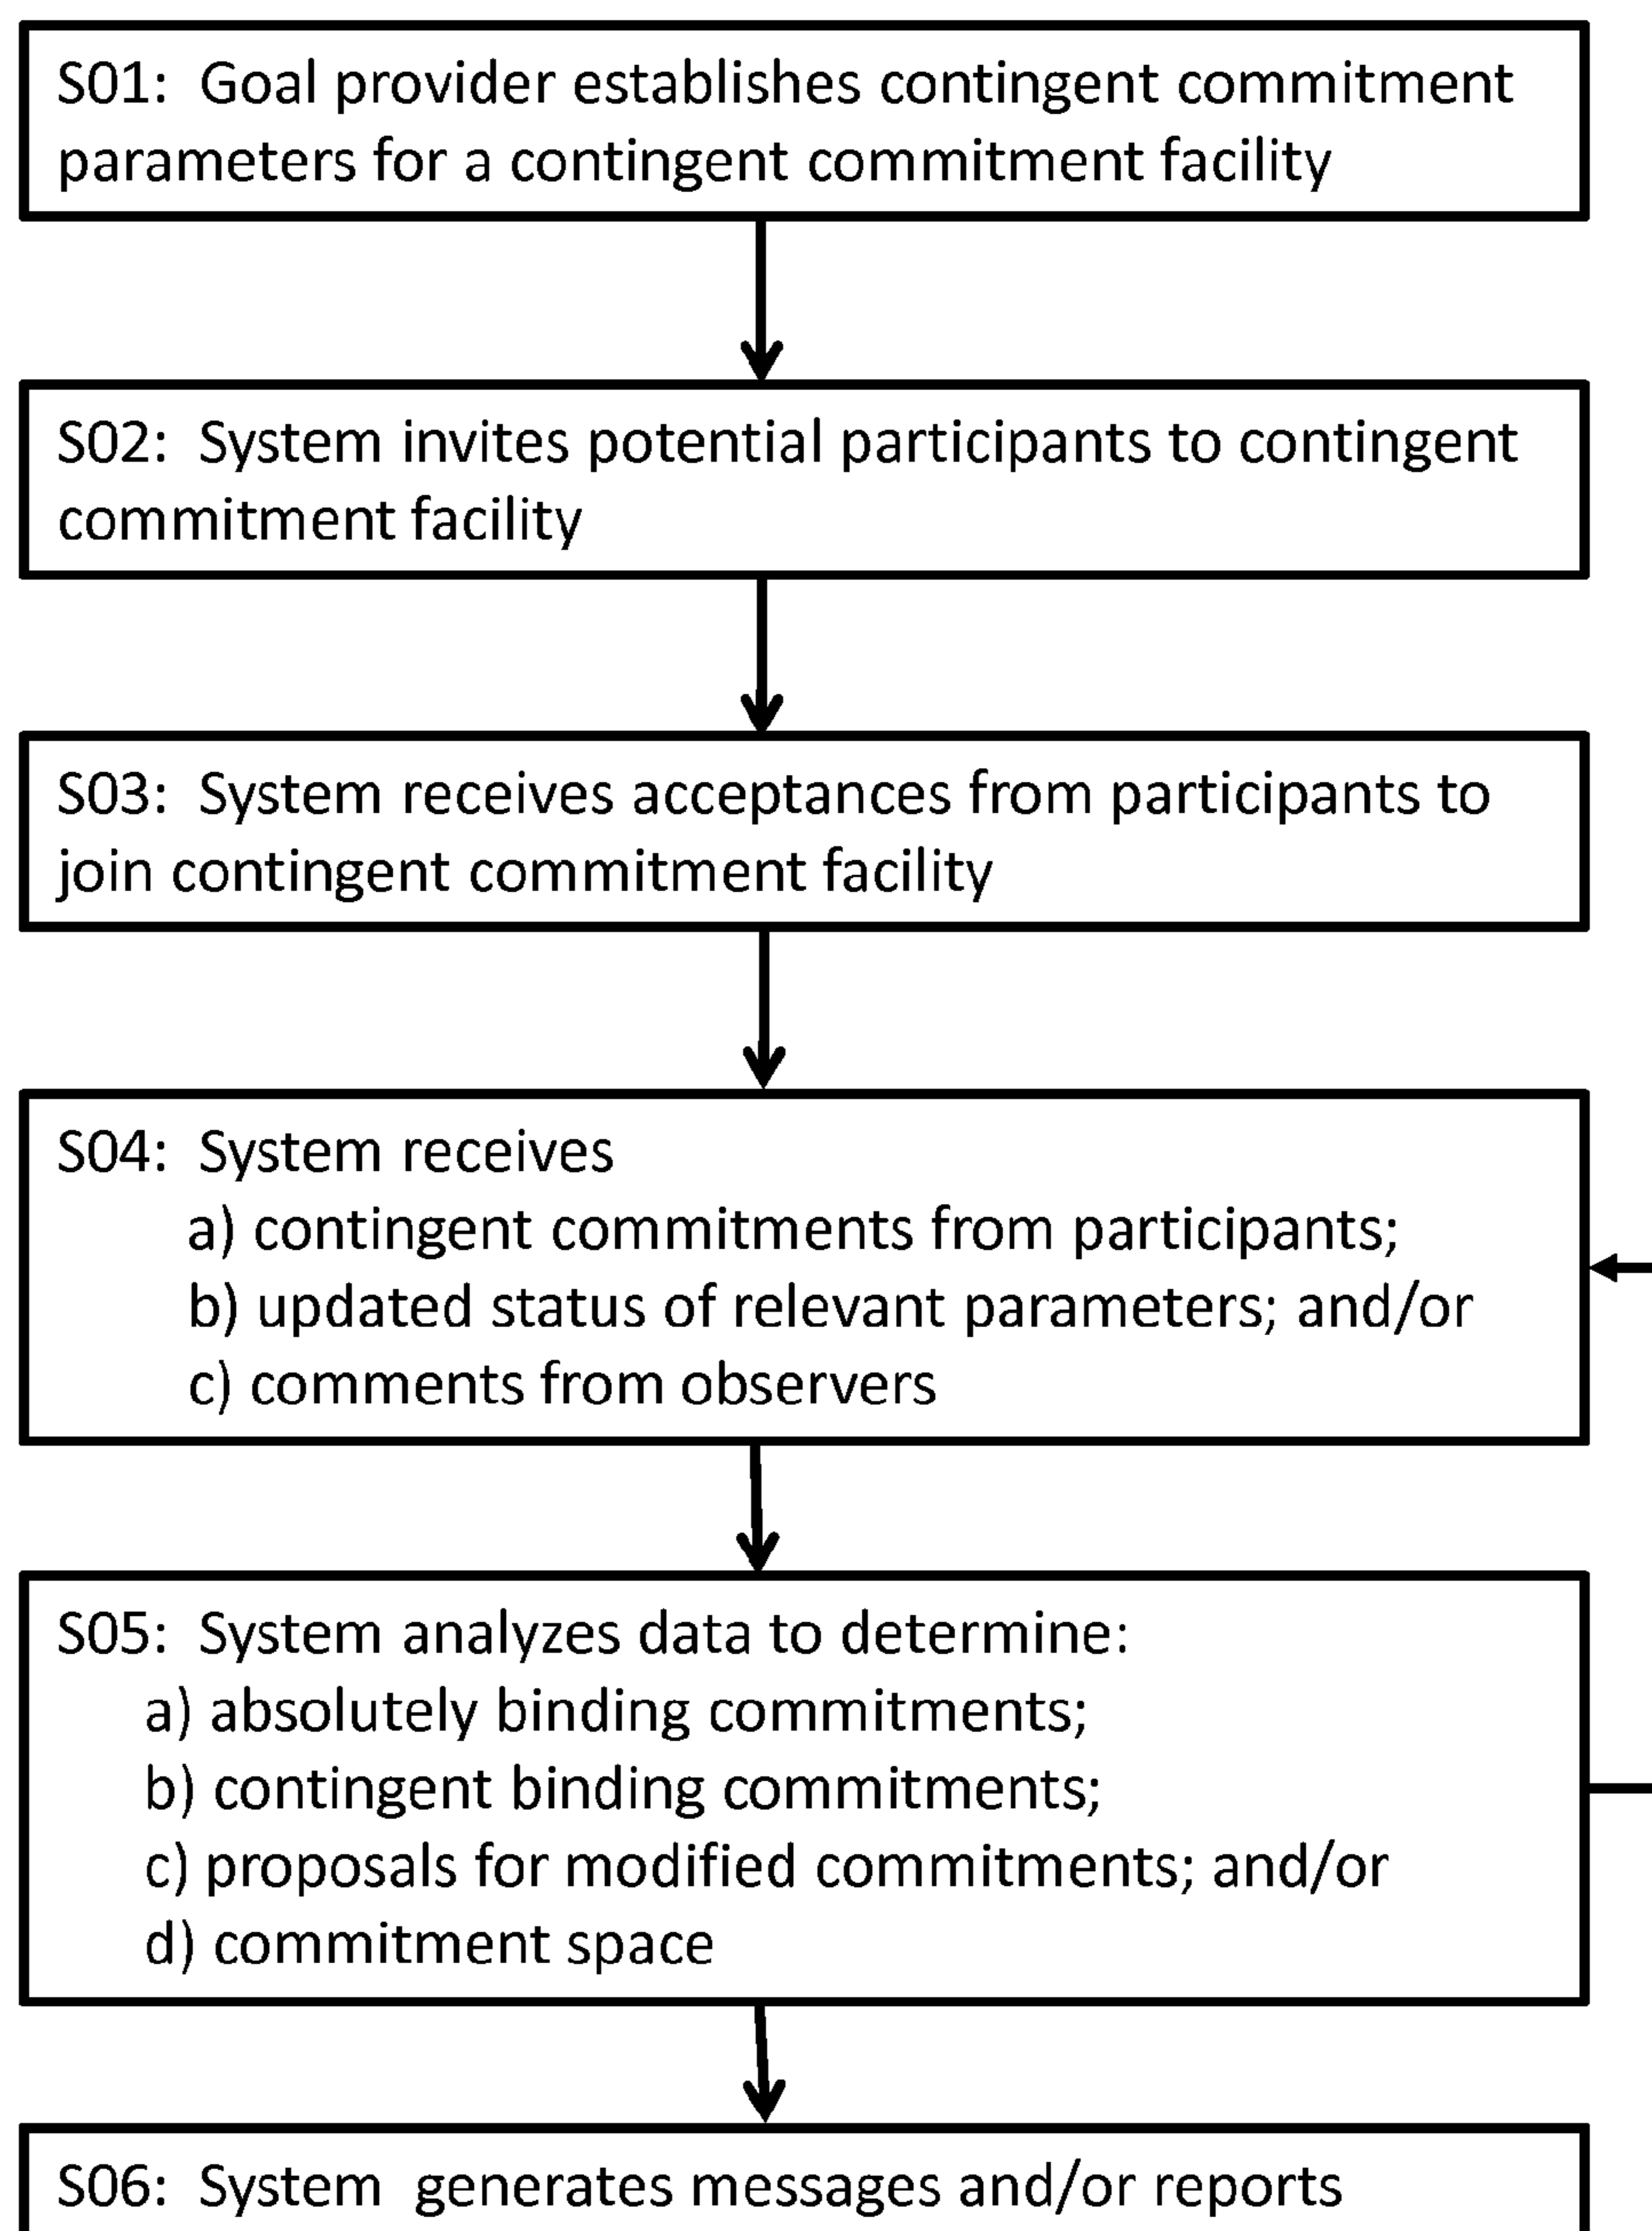 S01: Goal provider establishes contingent commitment
parameters for a contingent commitment facility
S02: System invites potential participants to contingent
commitment facility
S03: System receives acceptances from participants to
join contingent commitment facility
S04: System receives
a) contingent commitments from participants;
b) updated status of relevant parameters; and/or
c) comments from observers
S05: System analyzes data to determine:
a) absolutely binding commitments;
b) contingent binding commitments;
c) proposals for modified commitments; and/or
d) commitment space
S06: System generates messages and/or reports